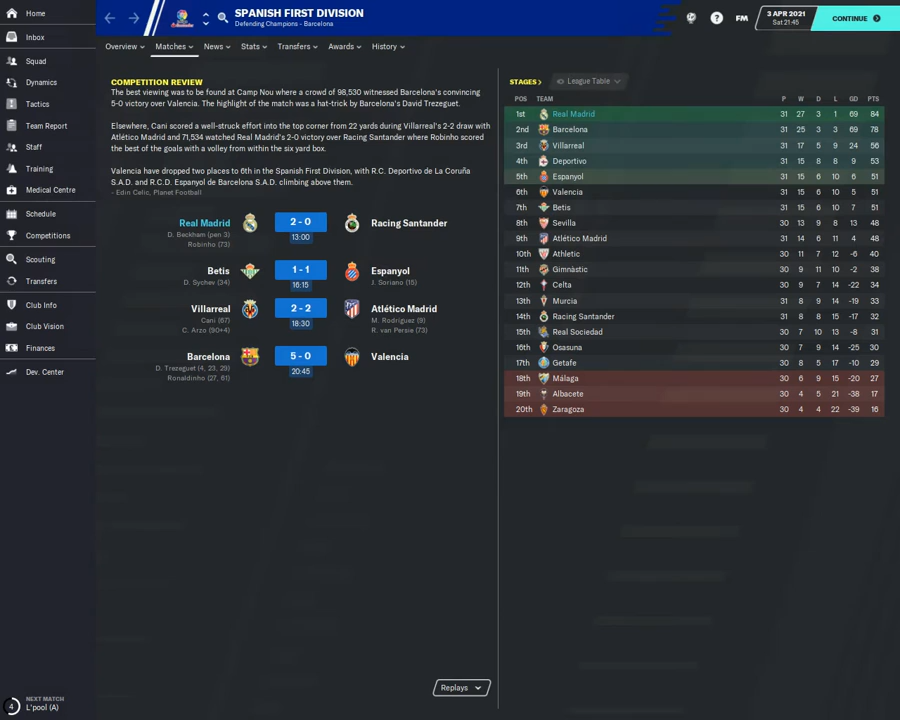 SPANISH FIRST DIVISION
Defending Champions - Barcelona
FM
3 APR 2021
Sat 21:45
CONTINUE
Home
Inbox
Squad
Dynamics
Tactics
Team Report
Staff
Training
Medical Centre
Schedule
Competitions
Scouting
Transfers
Club Info
Club Vision
Finances
Dev. Center
4
NEXT MATCH
L'pool (A)
Overview Matches News Stats Transfers Awards History
COMPETITION REVIEW
The best viewing was to be found at Camp Nou where a crowd of 98,530 witnessed Barcelona's convincing
5-0 victory over Valencia. The highlight of the match was a hat-trick by Barcelona's David Trezeguet.
Elsewhere, Cani scored a well-struck effort into the top corner from 22 yards during Villarreal's 2-2 draw with
Atlético Madrid and 71,534 watched Real Madrid's 2-0 victory over Racing Santander where Robinho scored
the best of the goals with a volley from within the six yard box.
Valencia have dropped two places to 6th in the Spanish First Division, with R.C. Deportivo de La Coruña
S.A.D. and R.C.D. Espanyol de Barcelona S.A.D. climbing above them.
- Edin Celic, Planet Football
Real Madrid 2 - 0 Racing Santander
D. Beckham (pen 3) 13:00
Robinho (73)
Betis 1 - 1 Espanyol
D. Sychev (34) 16:15 J. Soriano (15)
Villarreal 2 - 2 Atlético Madrid
Cani (67) 18:30 M. Rodríguez (9)
C. Arzo (90+4) R. van Persie (73)
Barcelona 5 - 0 Valencia
D. Trezeguet (4, 23, 29) 20:45
Ronaldinho (27, 61)
Replays
STAGES > League Table
POS TEAM P W D L GD PTS
1st Real Madrid 31 27 3 1 69 84
2nd Barcelona 31 25 3 3 69 78
3rd Villarreal 31 17 5 9 24 56
4th Deportivo 31 15 8 8 9 53
5th Espanyol 31 15 6 10 6 51
6th Valencia 31 15 6 10 5 51
7th Betis 31 15 6 10 7 51
8th Sevilla 30 13 9 8 13 48
9th Atlético Madrid 31 14 6 11 4 48
10th Athletic 30 11 7 12 -6 40
11th Gimnàstic 30 9 11 10 -2 38
12th Celta 30 9 7 14 -22 34
13th Murcia 31 8 9 14 -19 33
14th Racing Santander 31 8 8 15 -17 32
15th Real Sociedad 30 7 10 13 -8 31
16th Osasuna 30 7 9 14 -25 30
17th Getafe 30 8 5 17 -10 29
18th Málaga 30 6 9 15 -20 27
19th Albacete 30 4 5 21 -38 17
20th Zaragoza 30 4 4 22 -39 16